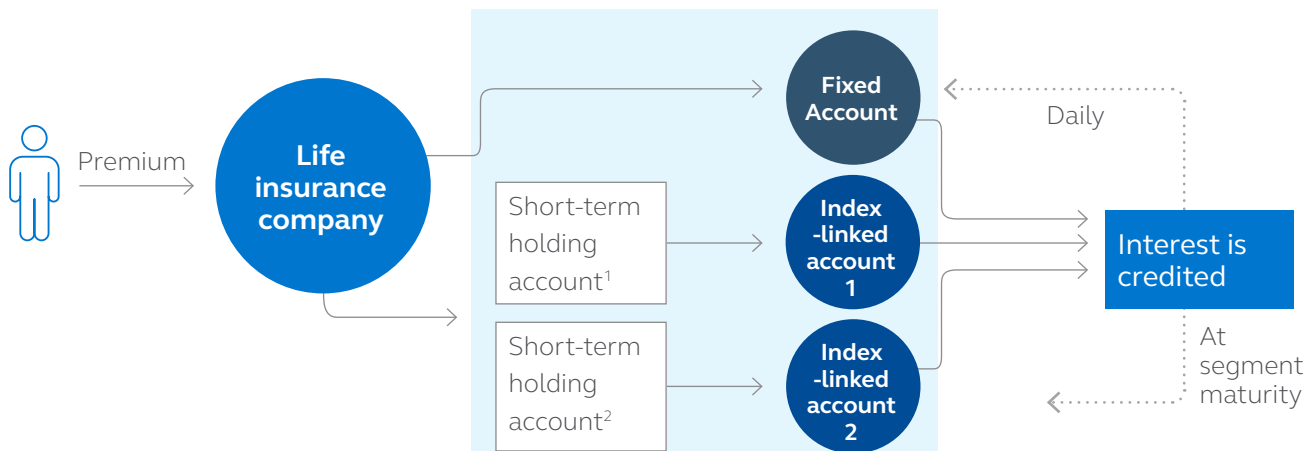 Premium
Life
insurance
company
Fixed
Account
Daily
Short-term
holding
account¹
Index
-linked
account
1
Interest is
credited
Short-term
holding
account²
Index
-linked
account
2
At
segment
maturity